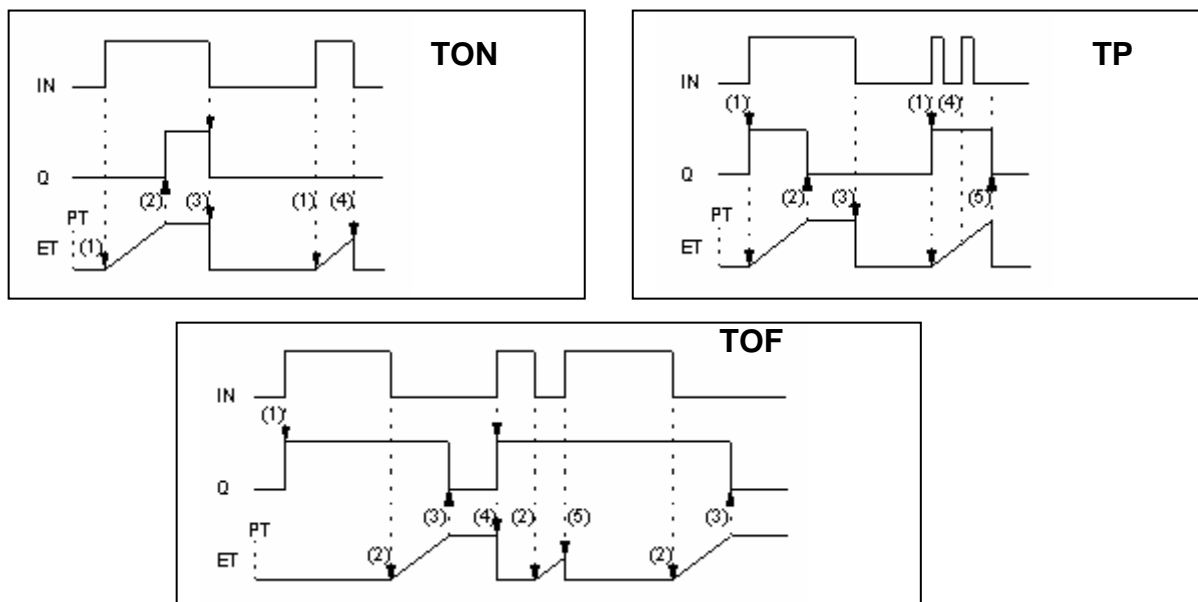 TON
IN
Q
(2) (3) (1) (4)
PT
ET (1)
TP
IN
(1) (1) (4)
Q
(2) (3) (5)
PT
ET
TOF
IN
(1)
Q
(3) (4) (2) (5) (3)
PT
ET (2) (2)